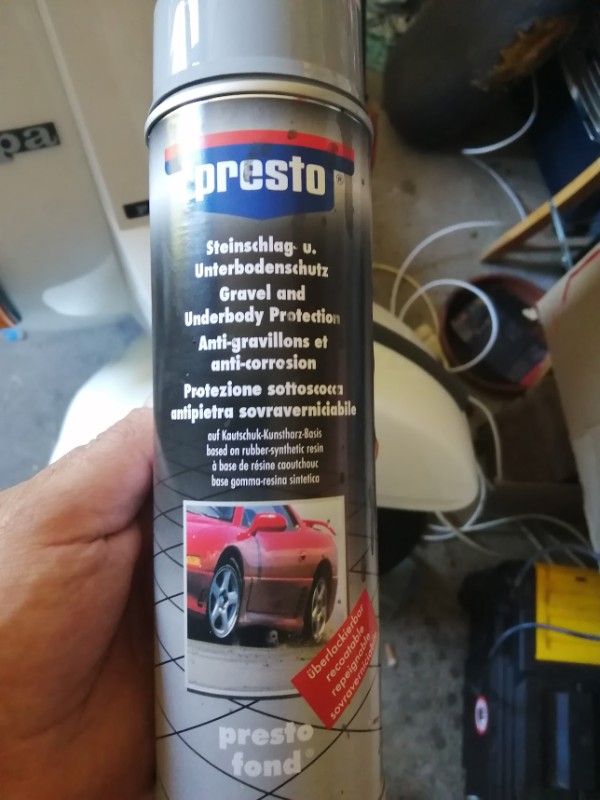 pa
presto®
Steinschlag- u.
Unterbodenschutz
Gravel and
Underbody Protection
Anti-gravillons et
anti-corrosion
Protezione sottoscocca
antipietra sovraverniciabile
auf Kautschuk-Kunstharz-Basis
based on rubber-synthetic resin
à base de résine caoutchouc
base gomma-resina sintetica
überlackierbar
recoatable
repeignable
sovraverniciabile
presto
fond®